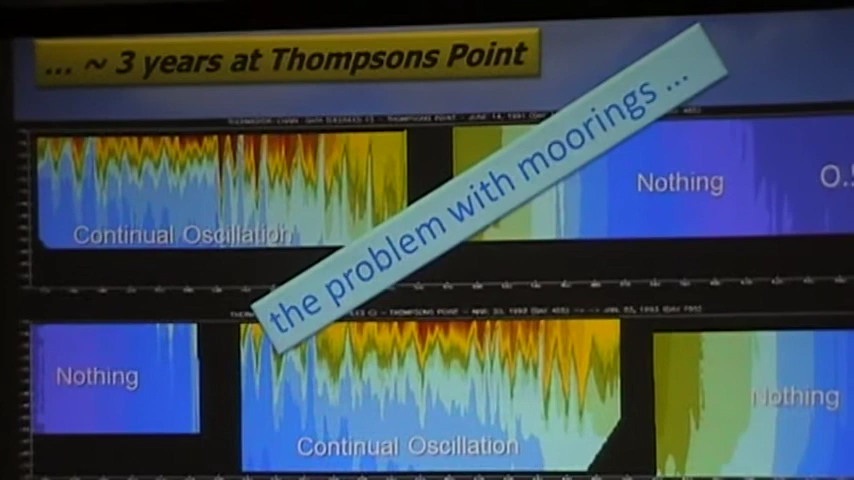 ... ~ 3 years at Thompsons Point
the problem with moorings ...
Nothing
Continual Oscillation
Nothing
Continual Oscillation
Nothing